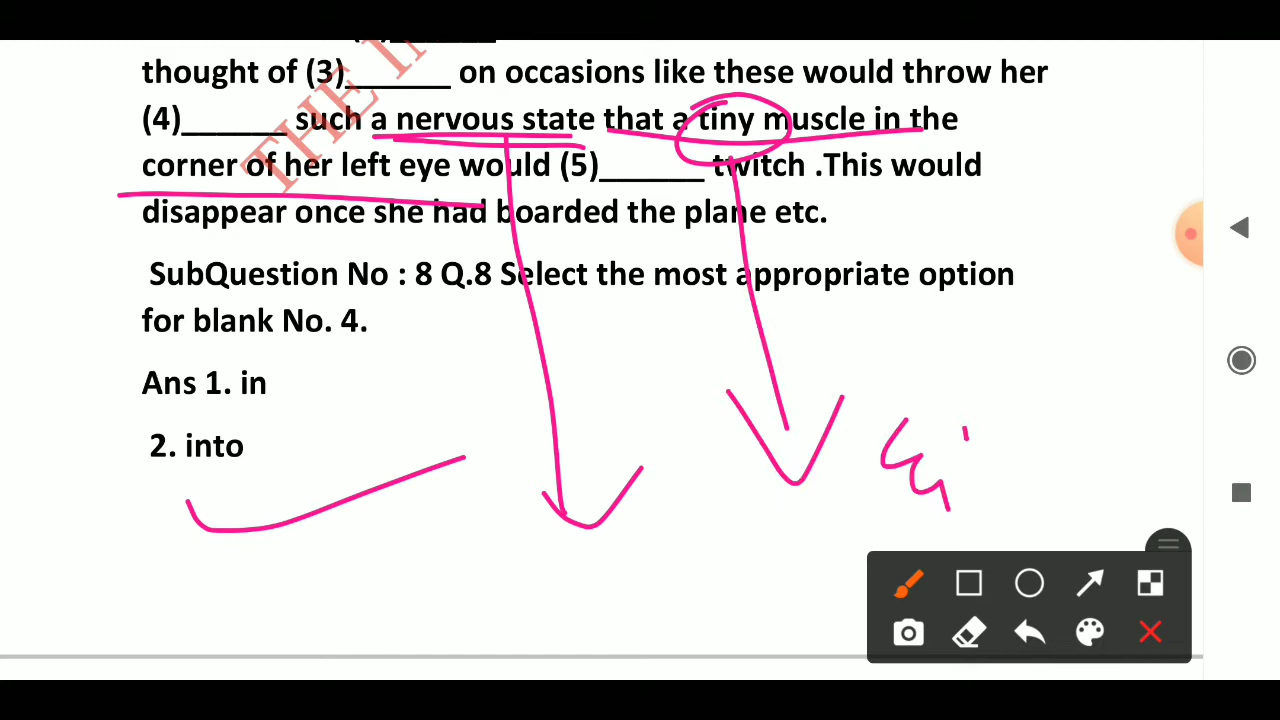 thought of (3)______ on occasions like these would throw her
(4)______ such a nervous state that a tiny muscle in the
corner of her left eye would (5)______ twitch .This would
disappear once she had boarded the plane etc.
SubQuestion No : 8 Q.8 Select the most appropriate option
for blank No. 4.
Ans 1. in
2. into